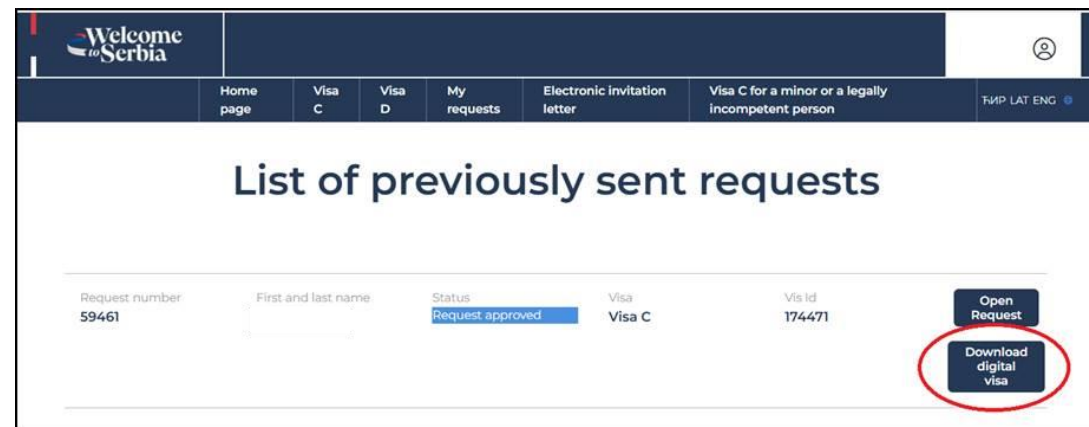 Welcome
to Serbia
Home page
Visa C
Visa D
My requests
Electronic invitation letter
Visa C for a minor or a legally incompetent person
ЋИР LAT ENG
List of previously sent requests
Request number
First and last name
Status
Visa
Vis Id
59461
Request approved
Visa C
174471
Open
Request
Download
digital
visa